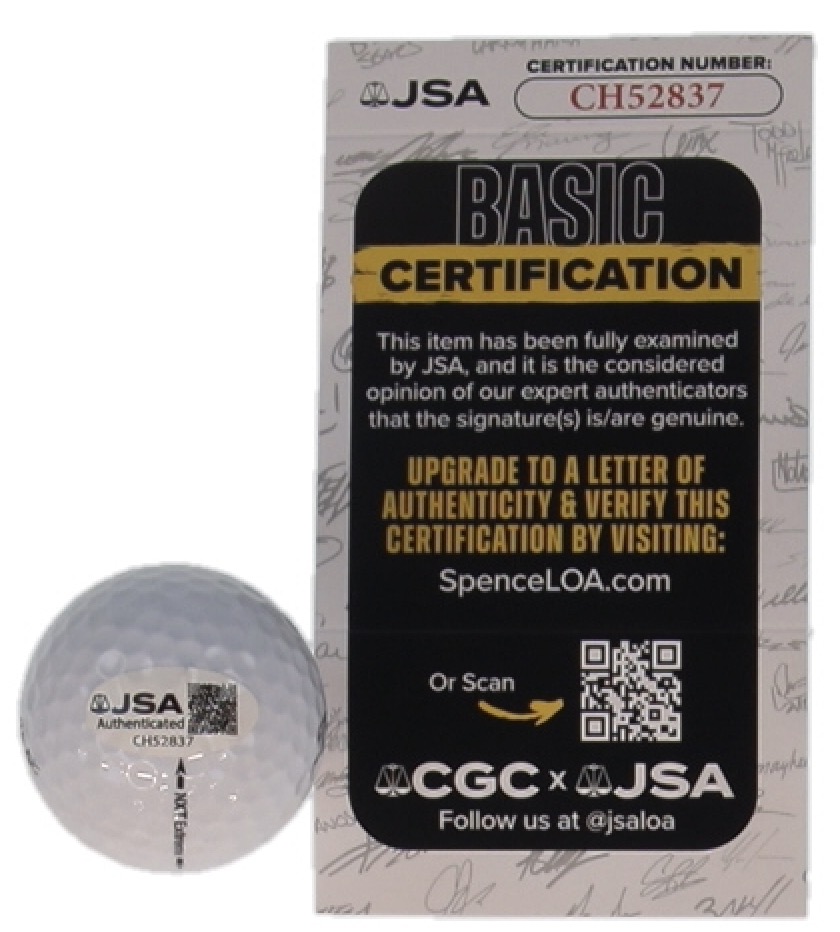 JSA
CERTIFICATION NUMBER:
CH52837
BASIC
CERTIFICATION
This item has been fully examined
by JSA, and it is the considered
opinion of our expert authenticators
that the signature(s) is/are genuine.
UPGRADE TO A LETTER OF
AUTHENTICITY & VERIFY THIS
CERTIFICATION BY VISITING:
SpenceLOA.com
Or Scan
CGC x JSA
Follow us at @jsaloa
JSA
Authenticated
CH52837
NXT Extreme